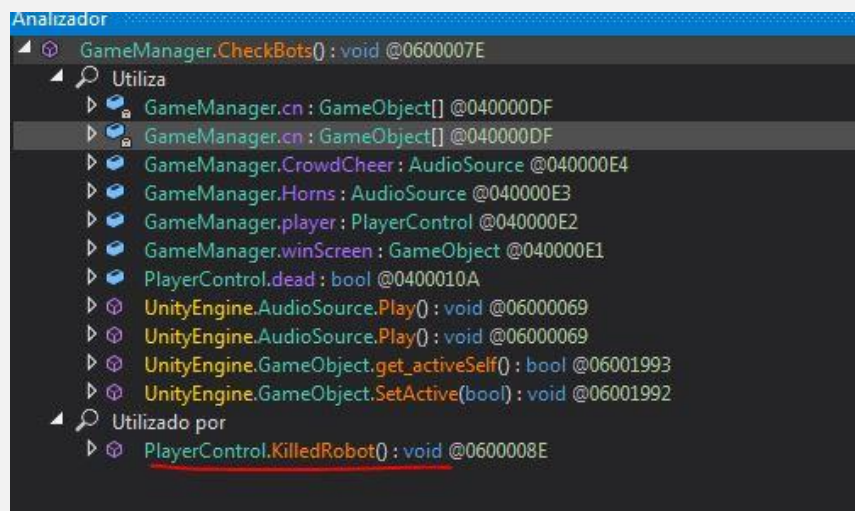 Analizador
GameManager.CheckBots() : void @0600007E
Utiliza
GameManager.cn : GameObject[] @040000DF
GameManager.cn : GameObject[] @040000DF
GameManager.CrowdCheer : AudioSource @040000E4
GameManager.Horns : AudioSource @040000E3
GameManager.player : PlayerControl @040000E2
GameManager.winScreen : GameObject @040000E1
PlayerControl.dead : bool @0400010A
UnityEngine.AudioSource.Play() : void @06000069
UnityEngine.AudioSource.Play() : void @06000069
UnityEngine.GameObject.get_activeSelf() : bool @06001993
UnityEngine.GameObject.SetActive(bool) : void @06001992
Utilizado por
PlayerControl.KilledRobot() : void @0600008E